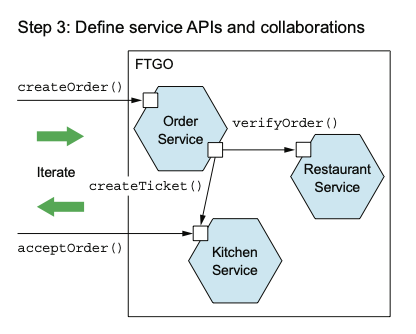 Step 3: Define service APIs and collaborations
FTGO
createOrder()
Order
Service
verifyOrder()
Iterate
Restaurant
Service
createTicket()
acceptOrder()
Kitchen
Service